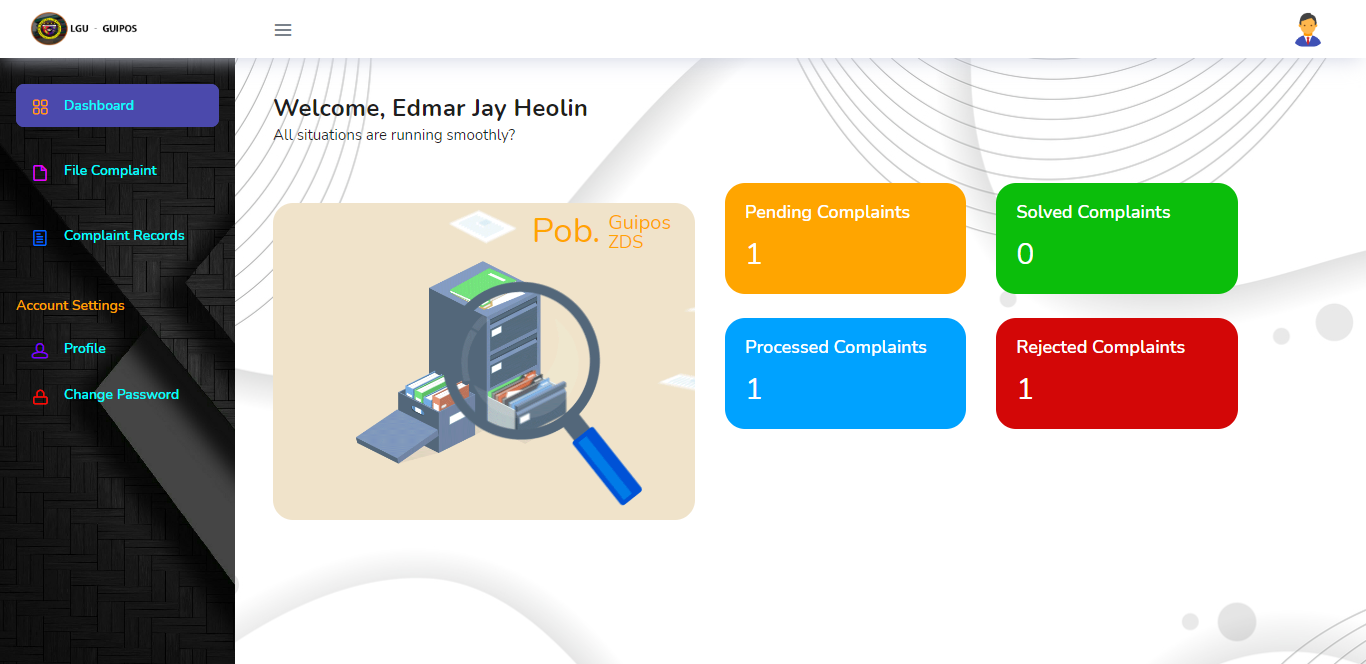 LGU - GUIPOS
Dashboard
File Complaint
Complaint Records
Account Settings
Profile
Change Password
Welcome, Edmar Jay Heolin
All situations are running smoothly?
Pob. Guipos
ZDS
Pending Complaints
1
Solved Complaints
0
Processed Complaints
1
Rejected Complaints
1